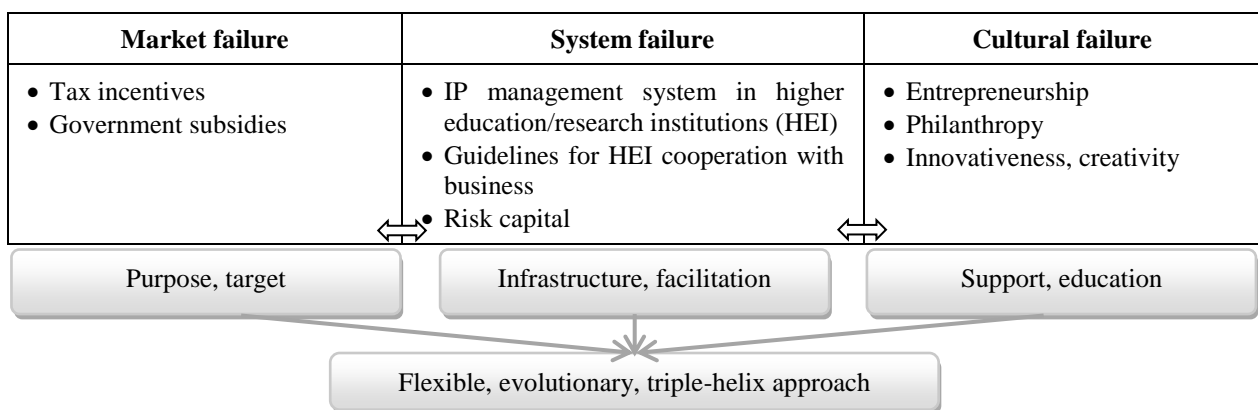 Market failure
System failure
Cultural failure
• Tax incentives
• Government subsidies
• IP management system in higher
education/research institutions (HEI)
• Guidelines for HEI cooperation with
business
• Risk capital
• Entrepreneurship
• Philanthropy
• Innovativeness, creativity
Purpose, target
Infrastructure, facilitation
Support, education
Flexible, evolutionary, triple-helix approach